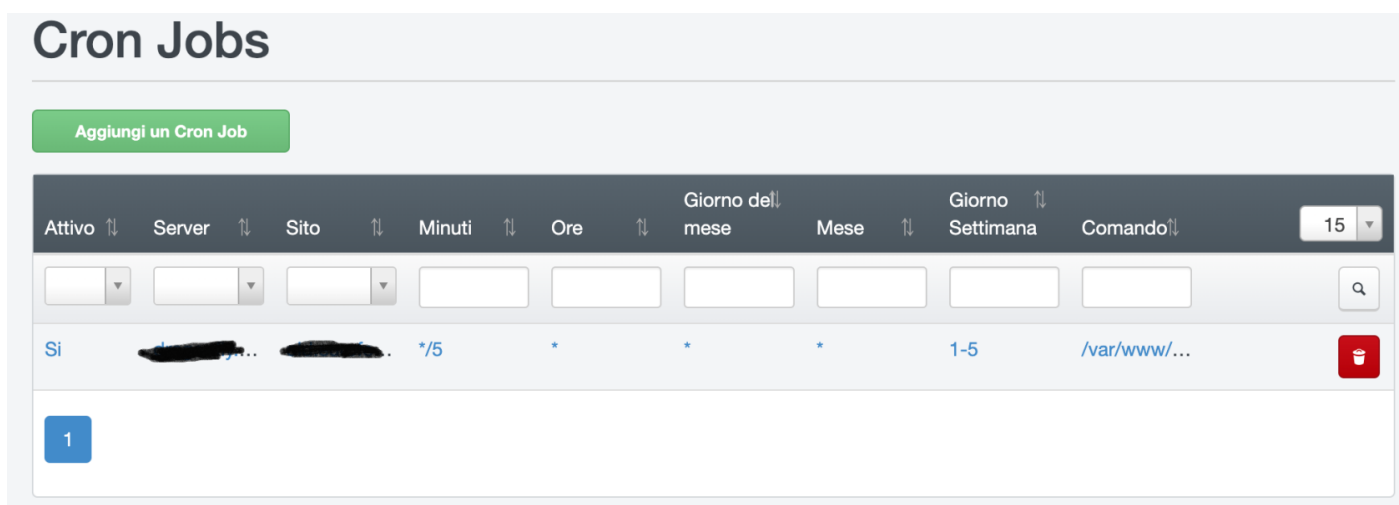 Cron Jobs
Aggiungi un Cron Job
Attivo Server Sito Minuti Ore Giorno del mese Mese Giorno Settimana Comando 15
Si */5 * * * 1-5 /var/www/...
1